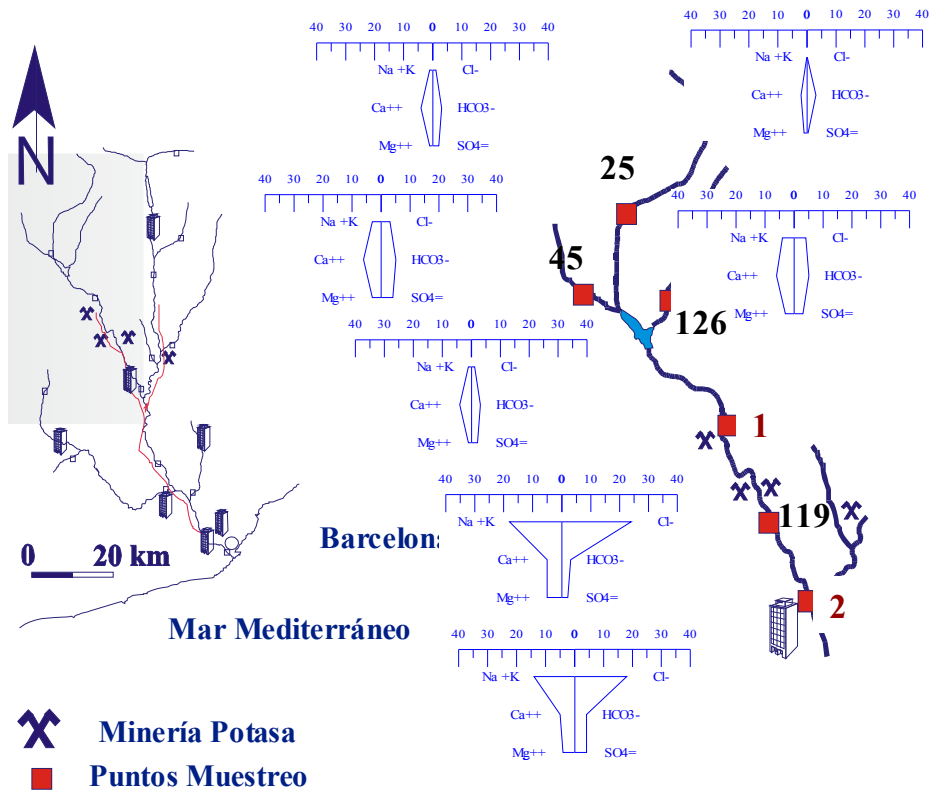 40 30 20 10 0 10 20 30 40
Na +K Cl-
Ca++ HCO3-
Mg++ SO4=
40 30 20 10 0 10 20 30 40
Na +K Cl-
Ca++ HCO3-
Mg++ SO4=
N
25
40 30 20 10 0 10 20 30 40
Na +K Cl-
Ca++ HCO3-
Mg++ SO4=
40 30 20 10 0 10 20 30 40
Na +K Cl-
Ca++ HCO3-
Mg++ SO4=
45
126
40 30 20 10 0 10 20 30 40
Na +K Cl-
Ca++ HCO3-
Mg++ SO4=
1
119
40 30 20 10 0 10 20 30 40
Na +K Cl-
Ca++ HCO3-
Mg++ SO4=
Barcelona
0 20 km
2
Mar Mediterráneo
40 30 20 10 0 10 20 30 40
Na +K Cl-
Ca++ HCO3-
Mg++ SO4=
Minería Potasa
Puntos Muestreo